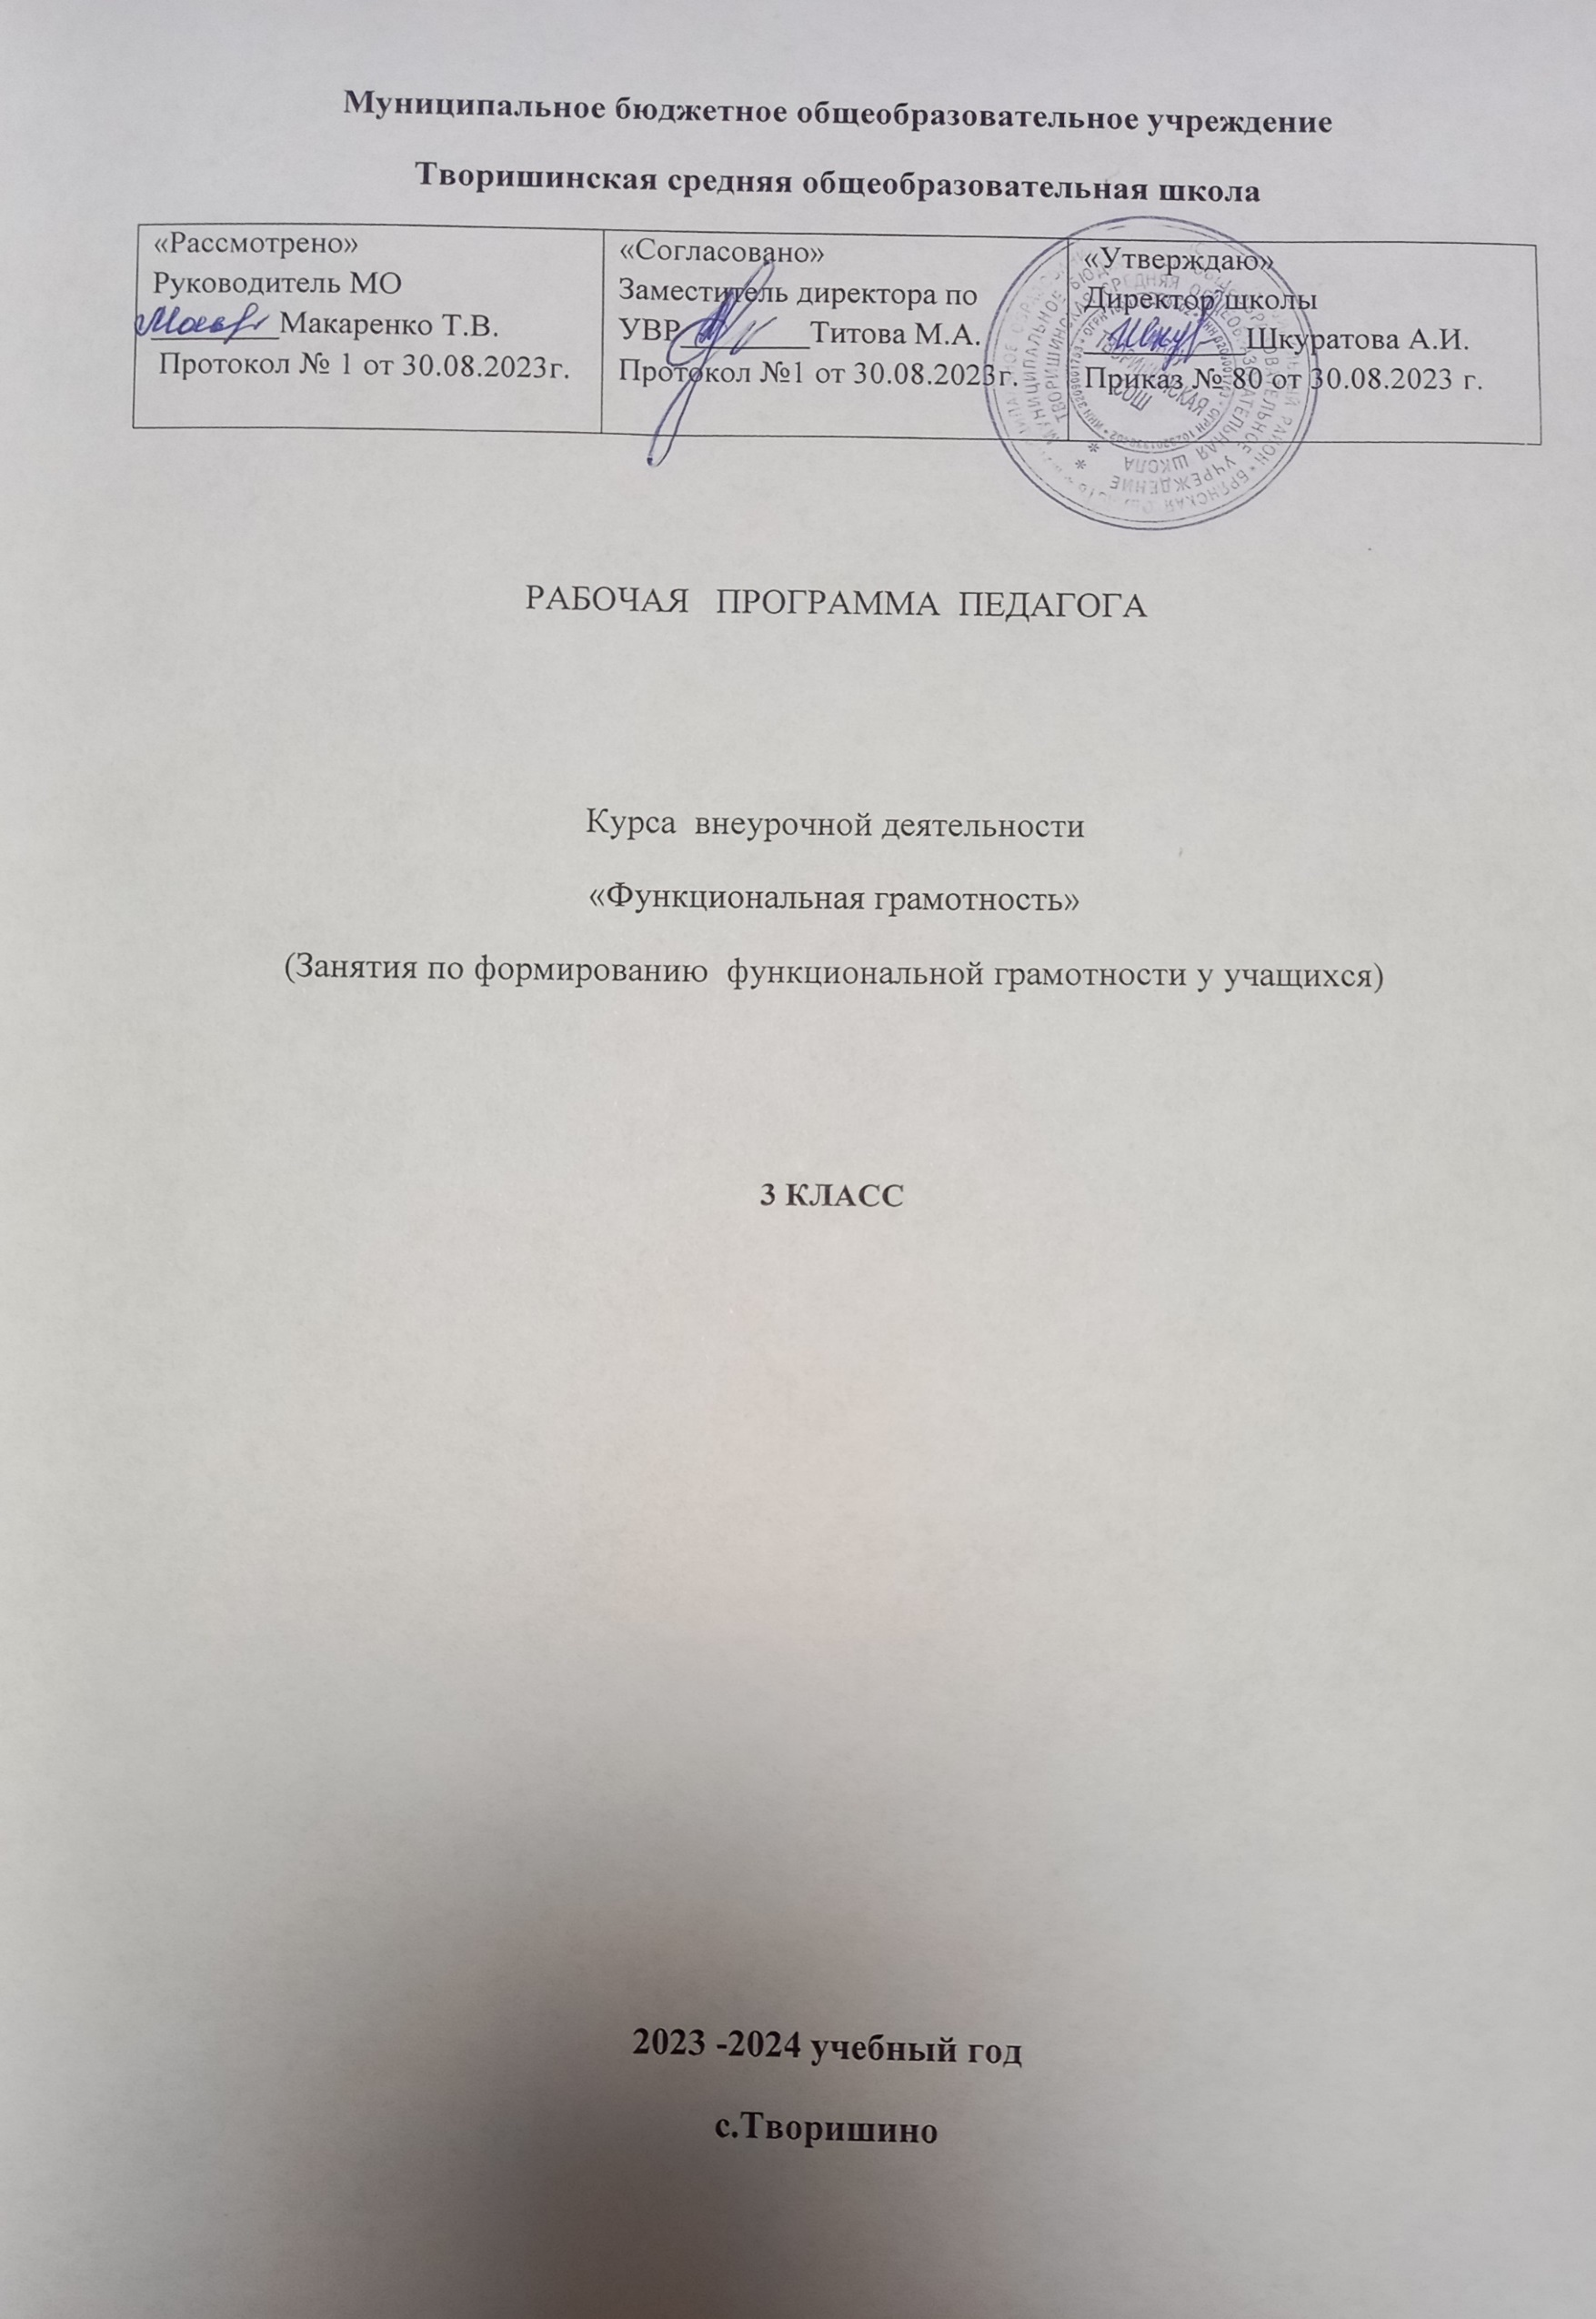 Муниципальное бюджетное общеобразовательное учреждение
Творишинская средняя общеобразовательная школа
«Рассмотрено»
Руководитель МО
Макаренко Т.В.
Протокол № 1 от 30.08.2023г.
«Согласовано»
Заместитель директора по
УВР__________Титова М.А.
Протокол №1 от 30.08.2023г.
«Утверждаю»
Директор школы
Шкуратова А.И.
Приказ № 80 от 30.08.2023 г.
ТВОРИШИНСКАЯ
СОШ
РАБОЧАЯ ПРОГРАММА ПЕДАГОГА
Курса внеурочной деятельности
«Функциональная грамотность»
(Занятия по формированию функциональной грамотности у учащихся)
3 КЛАСС
2023 -2024 учебный год
с.Творишино